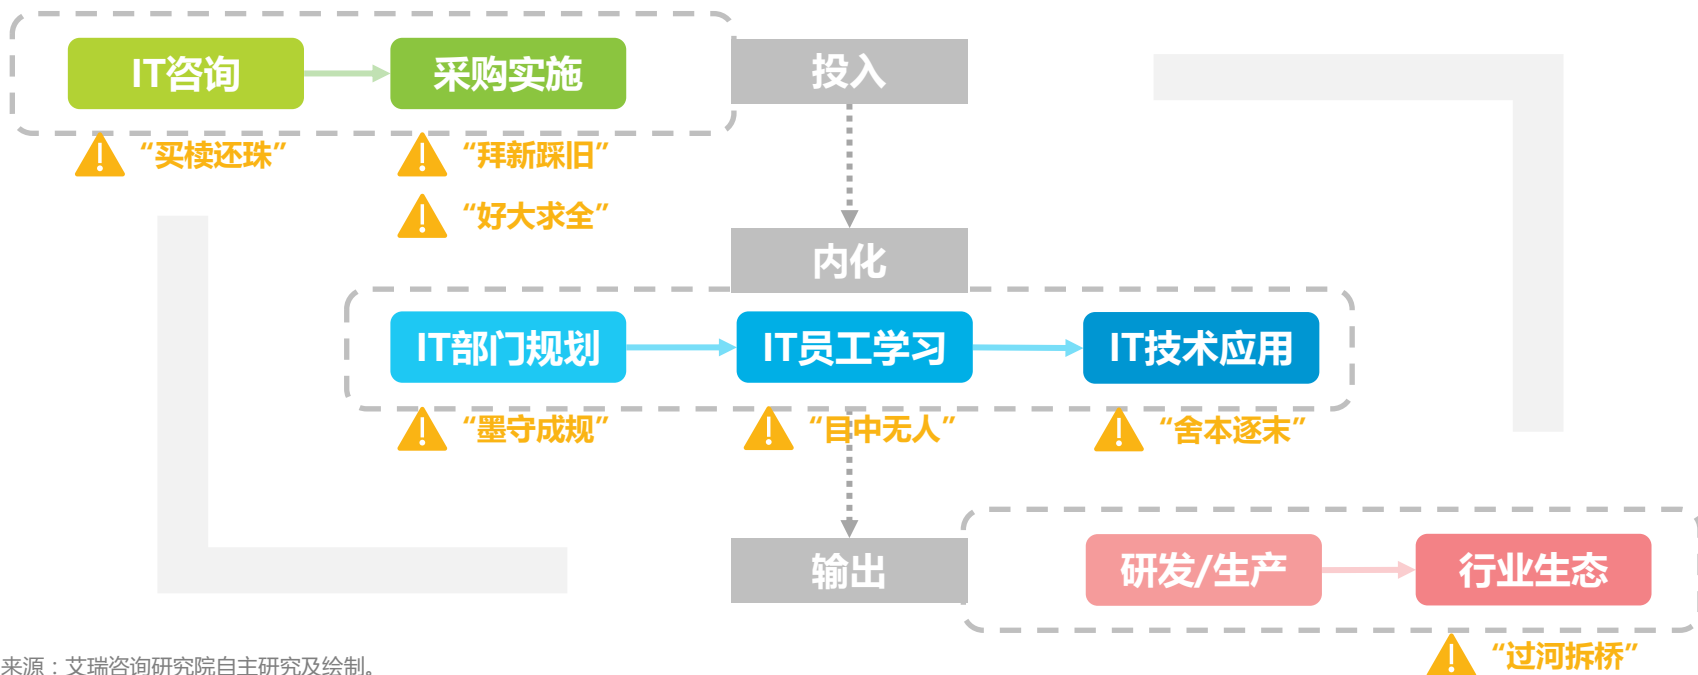 IT咨询
采购实施
投入
“买椟还珠”
“拜新踩旧”
“好大求全”
内化
IT部门规划
IT员工学习
IT技术应用
“墨守成规”
“目中无人”
“舍本逐末”
输出
研发/生产
行业生态
“过河拆桥”
来源：艾瑞咨询研究院自主研究及绘制。